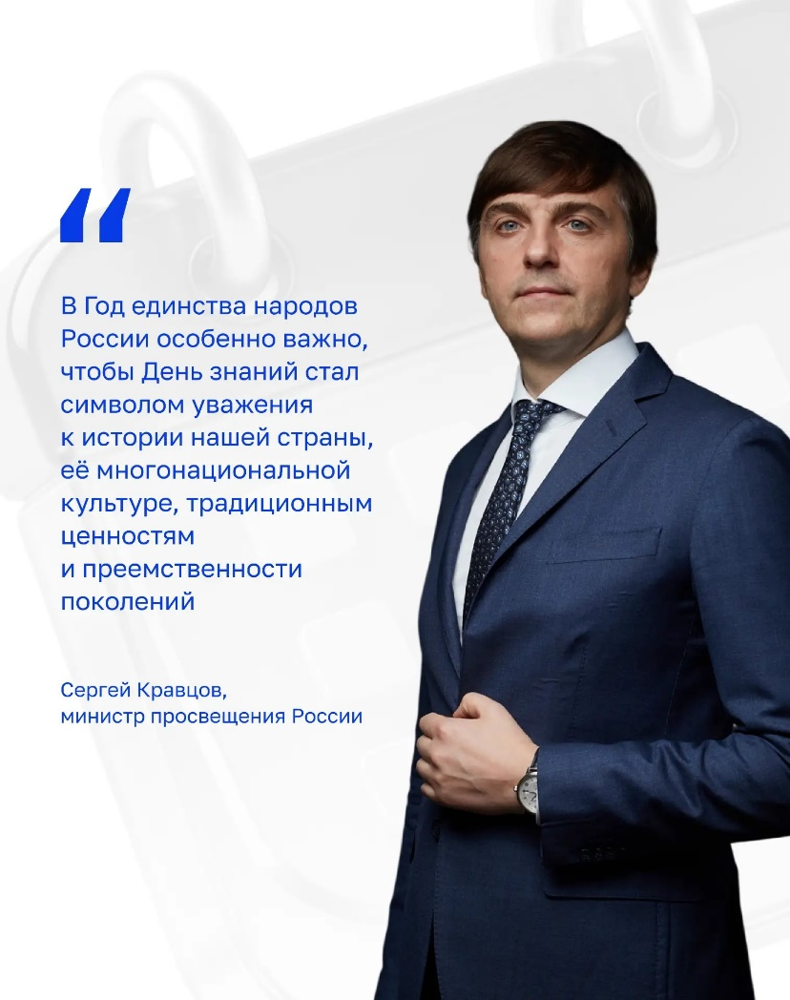 В Год единства народов
России особенно важно,
чтобы День знаний стал
символом уважения
к истории нашей страны,
её многонациональной
культуре, традиционным
ценностям
и преемственности
поколений
Сергей Кравцов,
министр просвещения России